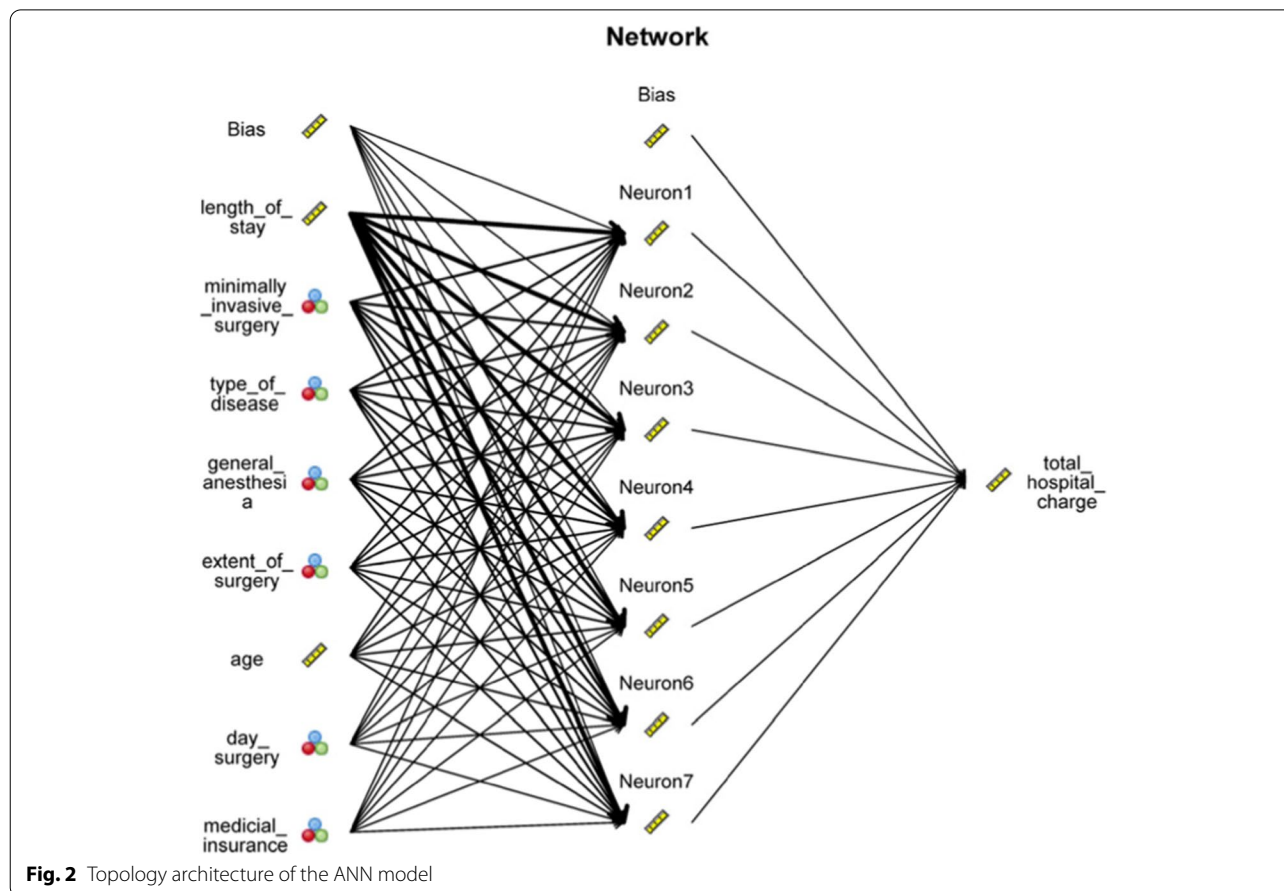 Network
Bias
length_of_
stay
minimally
_invasive_
surgery
type_of_
disease
general_
anesthesi
a
extent_of_
surgery
age
day_
surgery
medicial_
insurance
Bias
Neuron1
Neuron2
Neuron3
Neuron4
Neuron5
Neuron6
Neuron7
total_
hospital_
charge
Fig. 2 Topology architecture of the ANN model